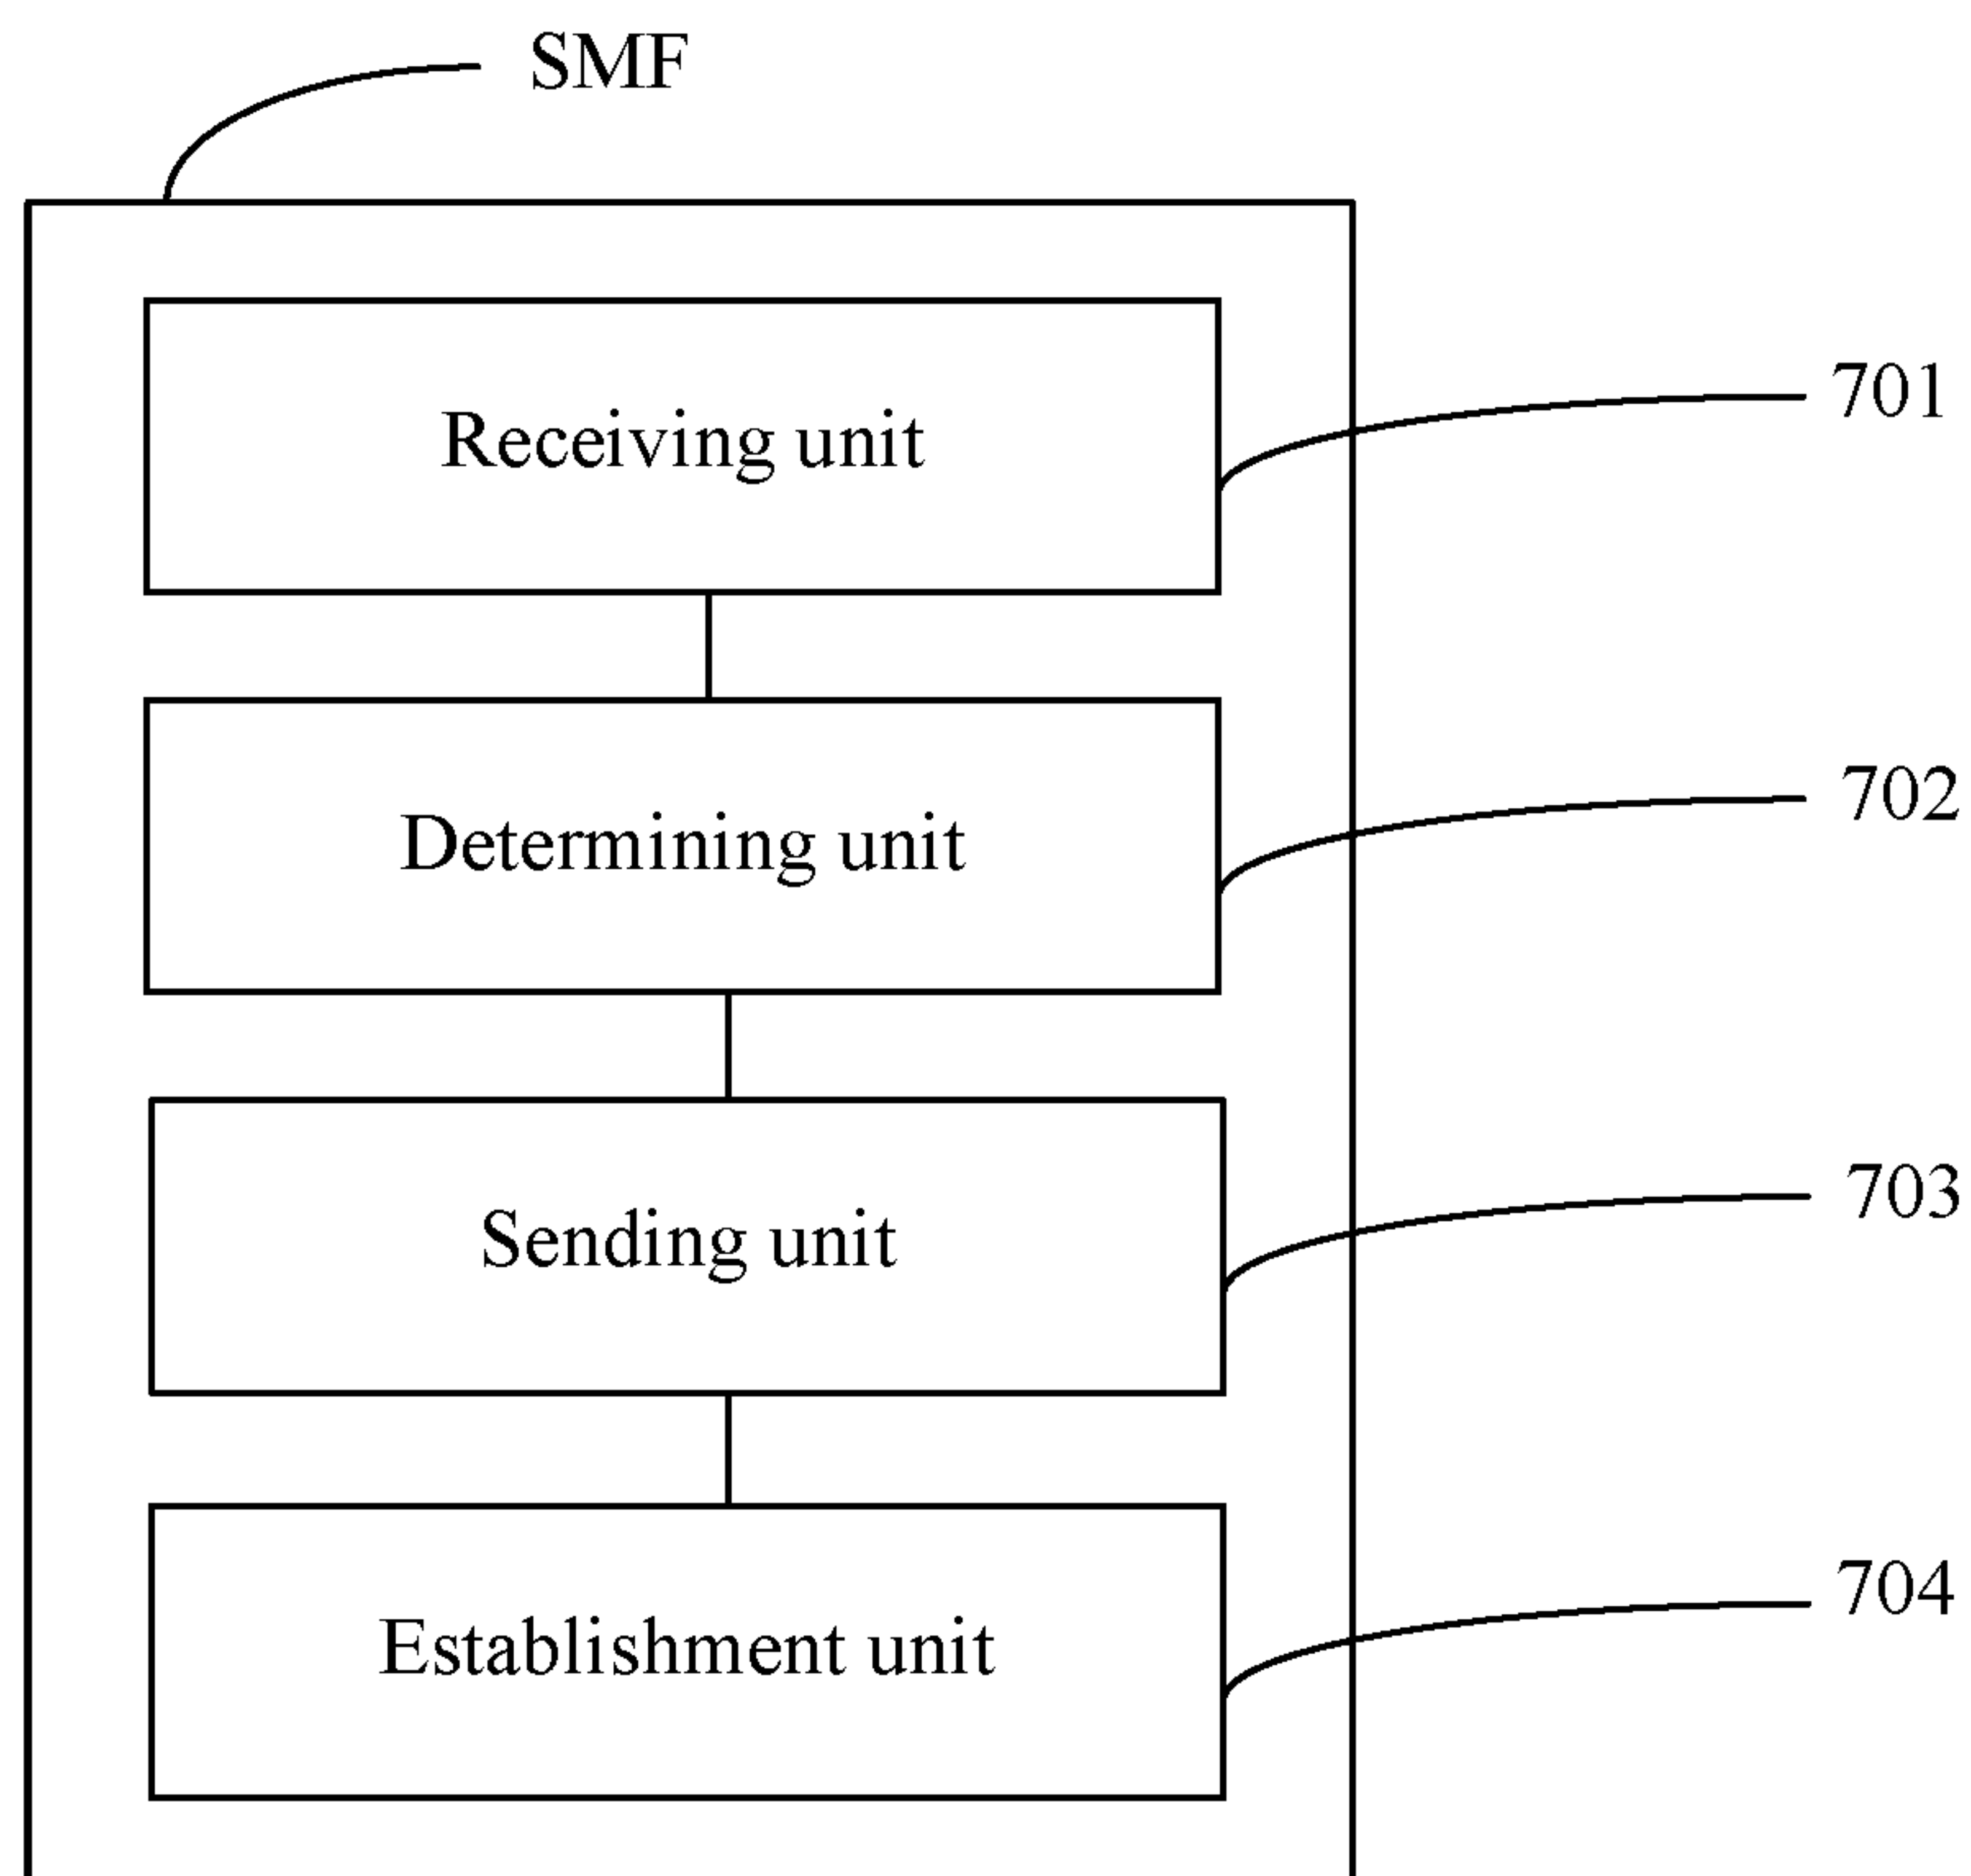 SMF
Receiving unit
701
Determining unit
702
Sending unit
703
Establishment unit
704